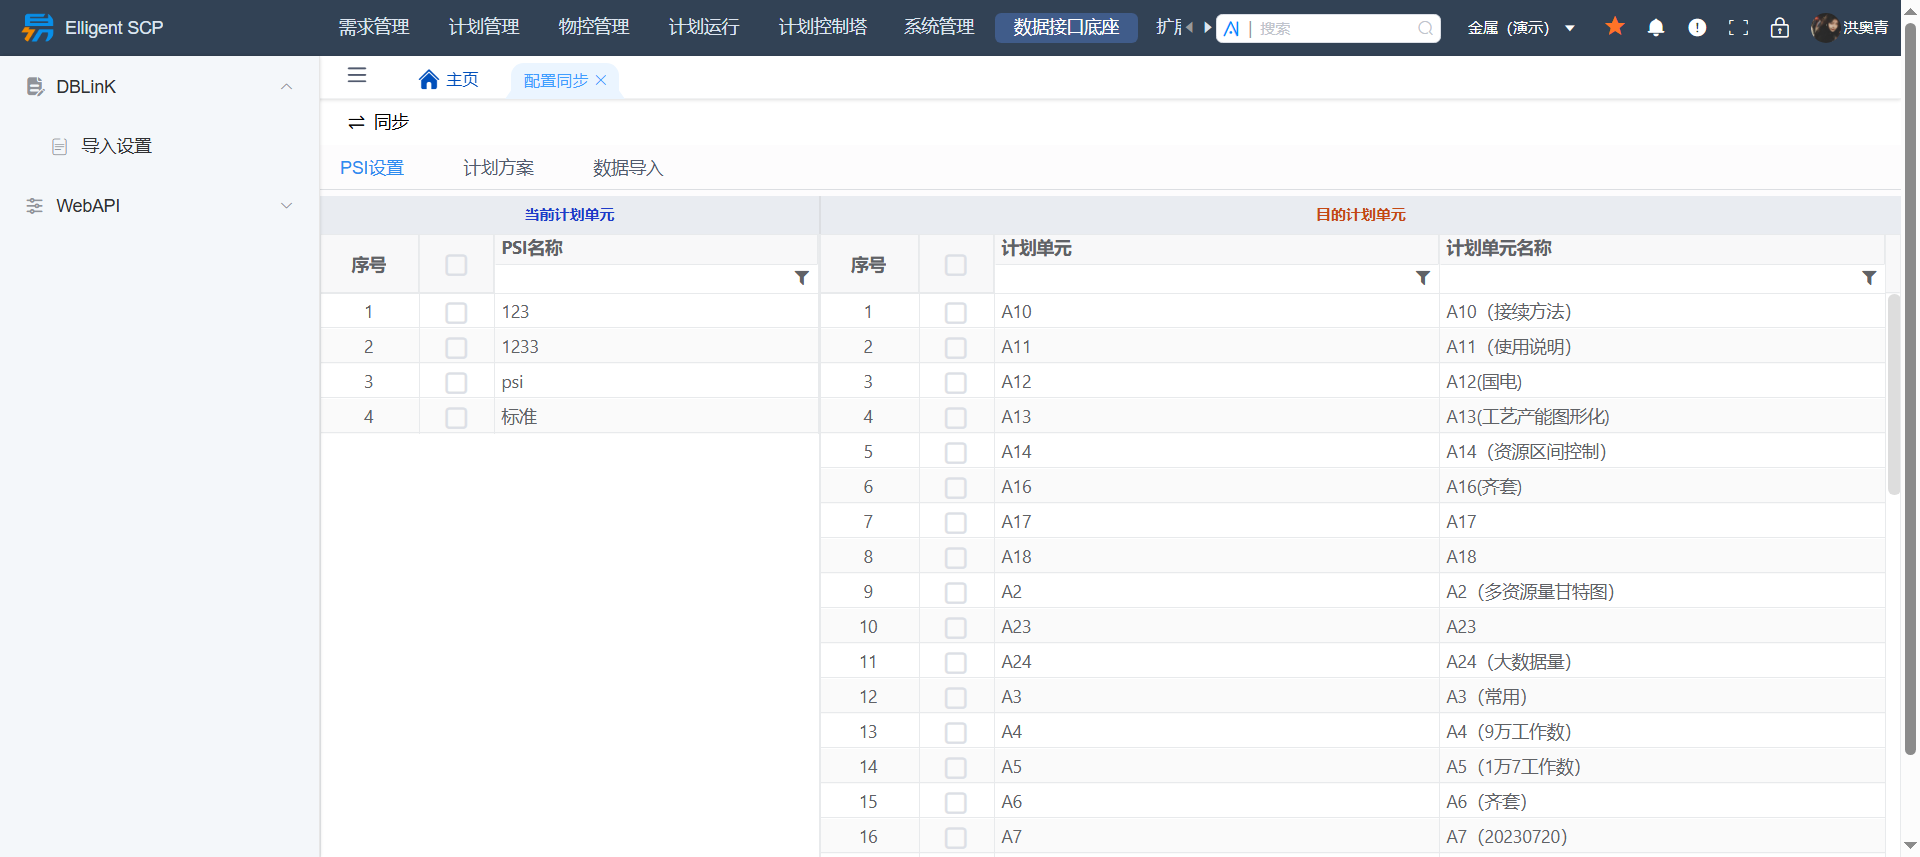 Elligent SCP
需求管理
计划管理
物控管理
计划运行
计划控制塔
系统管理
数据接口底座
AI | 搜索
金属（演示）
洪奥青
DBLinK
导入设置
WebAPI
主页
配置同步
同步
PSI设置
计划方案
数据导入
当前计划单元
目的计划单元
序号 PSI名称
序号 计划单元 计划单元名称
1 123
2 1233
3 psi
4 标准
1 A10 A10（接续方法）
2 A11 A11（使用说明）
3 A12 A12(国电)
4 A13 A13(工艺产能图形化)
5 A14 A14（资源区间控制）
6 A16 A16(齐套)
7 A17 A17
8 A18 A18
9 A2 A2（多资源量甘特图）
10 A23 A23
11 A24 A24（大数据量）
12 A3 A3（常用）
13 A4 A4（9万工作数）
14 A5 A5（1万7工作数）
15 A6 A6（齐套）
16 A7 A7（20230720）